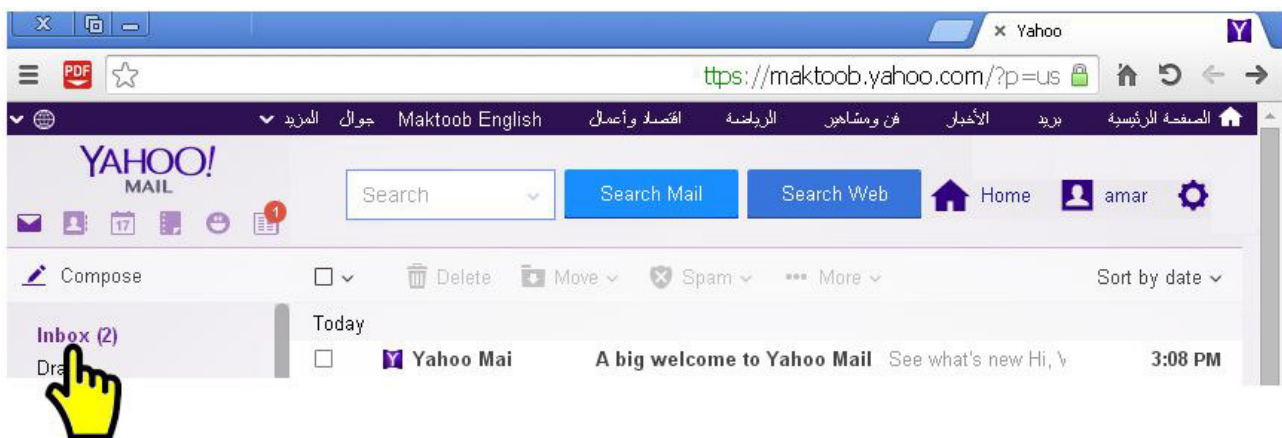 Yahoo
PDF
ttps://maktoob.yahoo.com/?p=us
الصفحة الرئيسية بريد الأخبار فن ومشاهير الرياضة اقتصاد وأعمال Maktoob English جوال المزيد
YAHOO!
MAIL
Search Search Mail Search Web Home amar
17 1
Compose Delete Move Spam More Sort by date
Inbox (2) Today
Dra
Yahoo Mai A big welcome to Yahoo Mail See what's new Hi, 3:08 PM